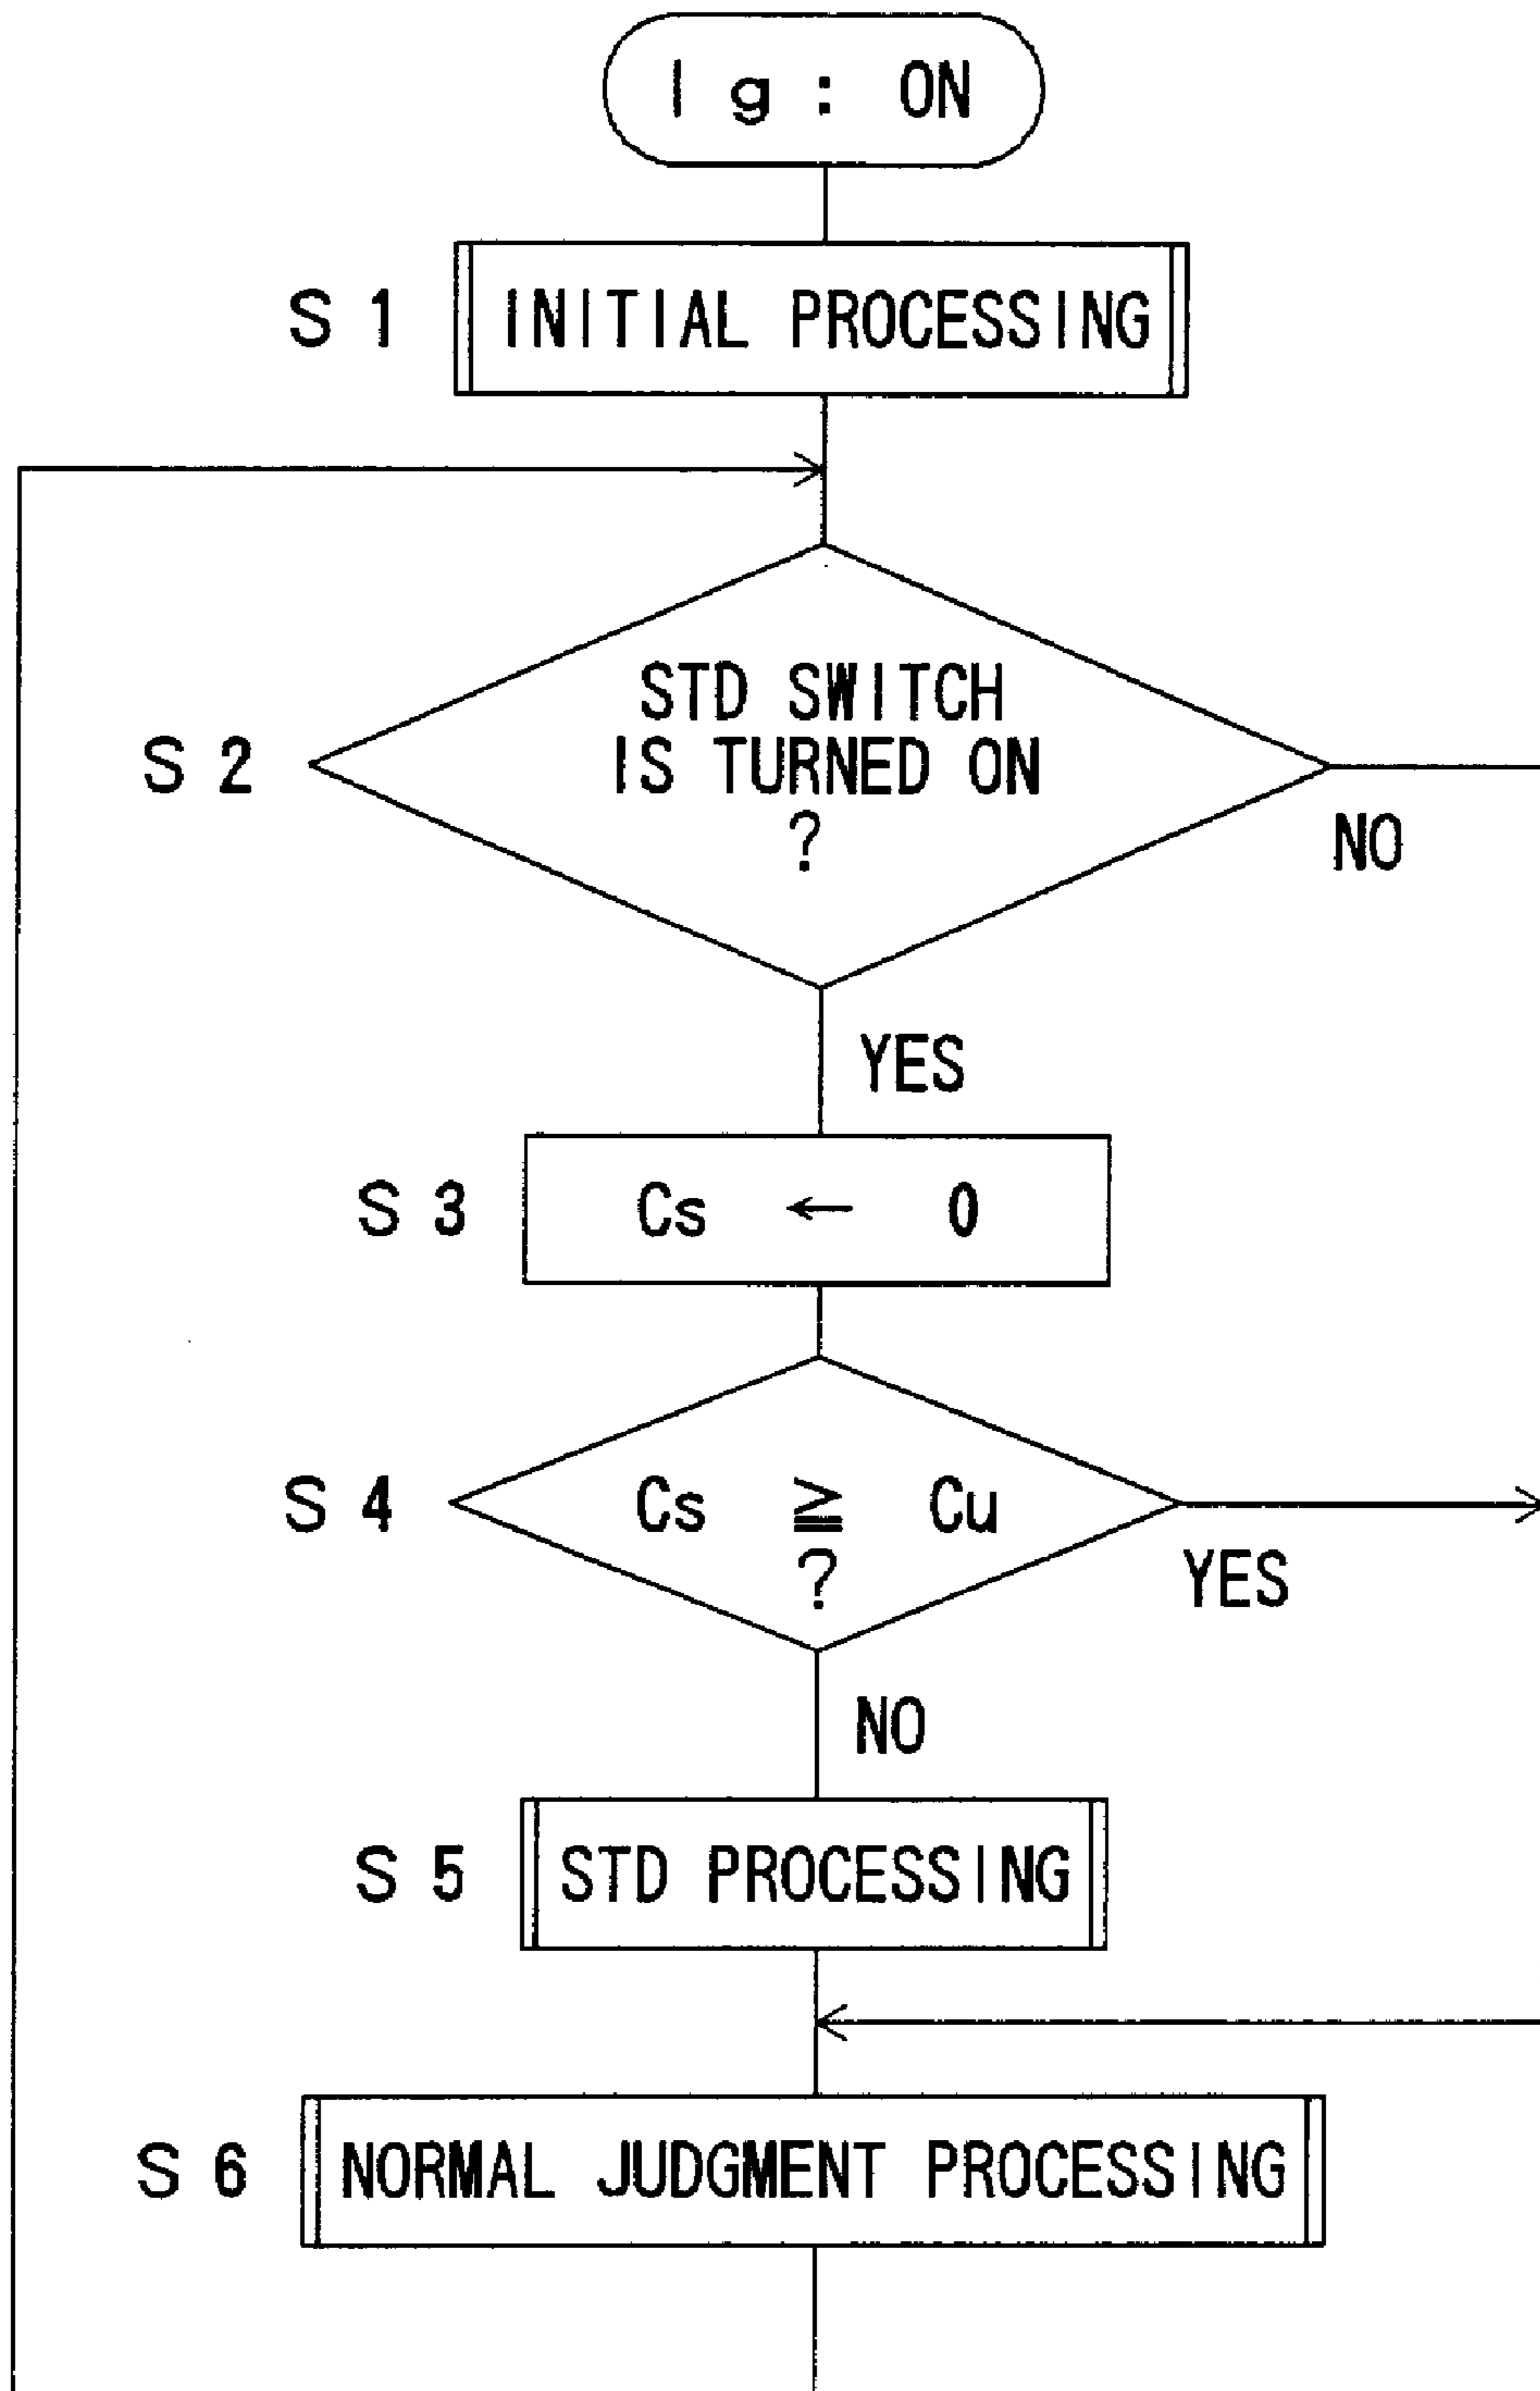 Ig : ON
S1 INITIAL PROCESSING
STD SWITCH
S2 IS TURNED ON
?
NO
YES
S3 Cs ← 0
S4 Cs ≧ Cu
?
YES
NO
S5 STD PROCESSING
S6 NORMAL JUDGMENT PROCESSING